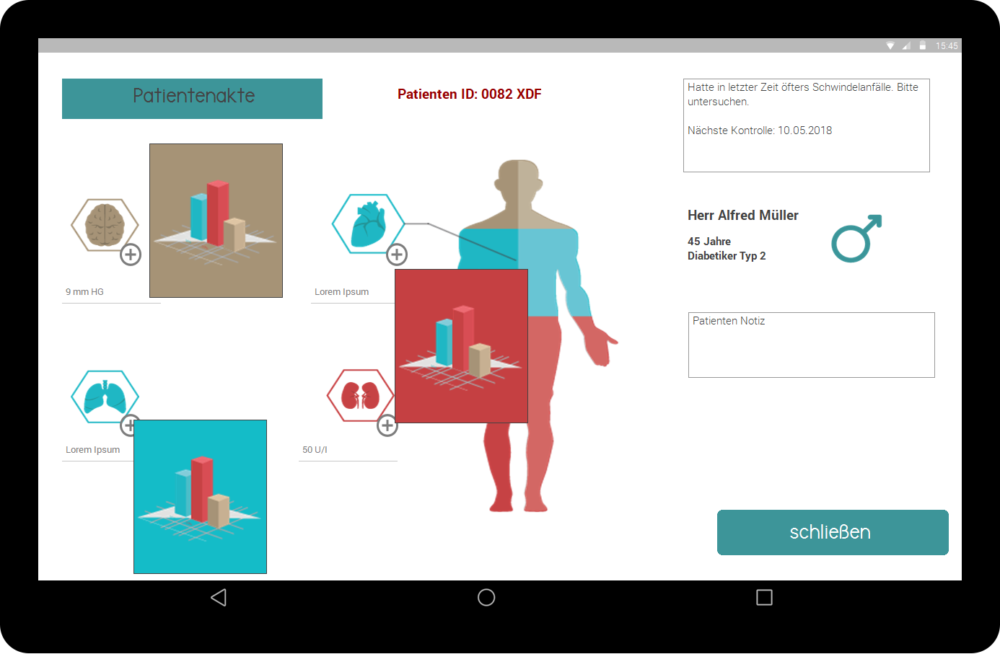 15:45
Patientenakte
Patienten ID: 0082 XDF
Hatte in letzter Zeit öfters Schwindelanfälle. Bitte
untersuchen.
Nächste Kontrolle: 10.05.2018
Herr Alfred Müller
45 Jahre
Diabetiker Typ 2
9 mm HG
Lorem Ipsum
Patienten Notiz
Lorem Ipsum
50 U/l
schließen